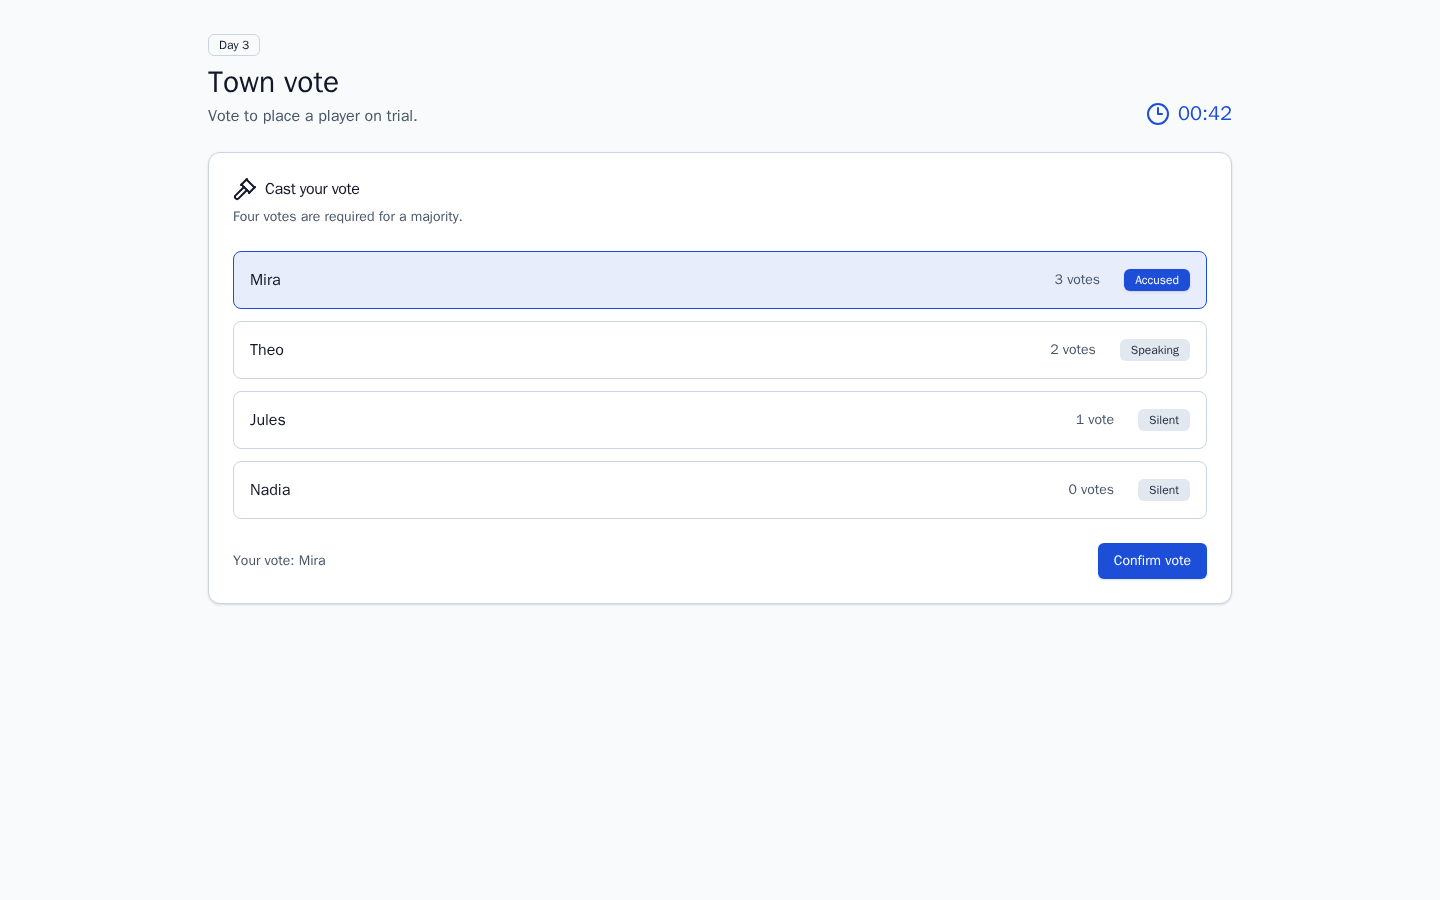 Day 3
Town vote
Vote to place a player on trial.
00:42
Cast your vote
Four votes are required for a majority.
Mira 3 votes Accused
Theo 2 votes Speaking
Jules 1 vote Silent
Nadia 0 votes Silent
Your vote: Mira Confirm vote